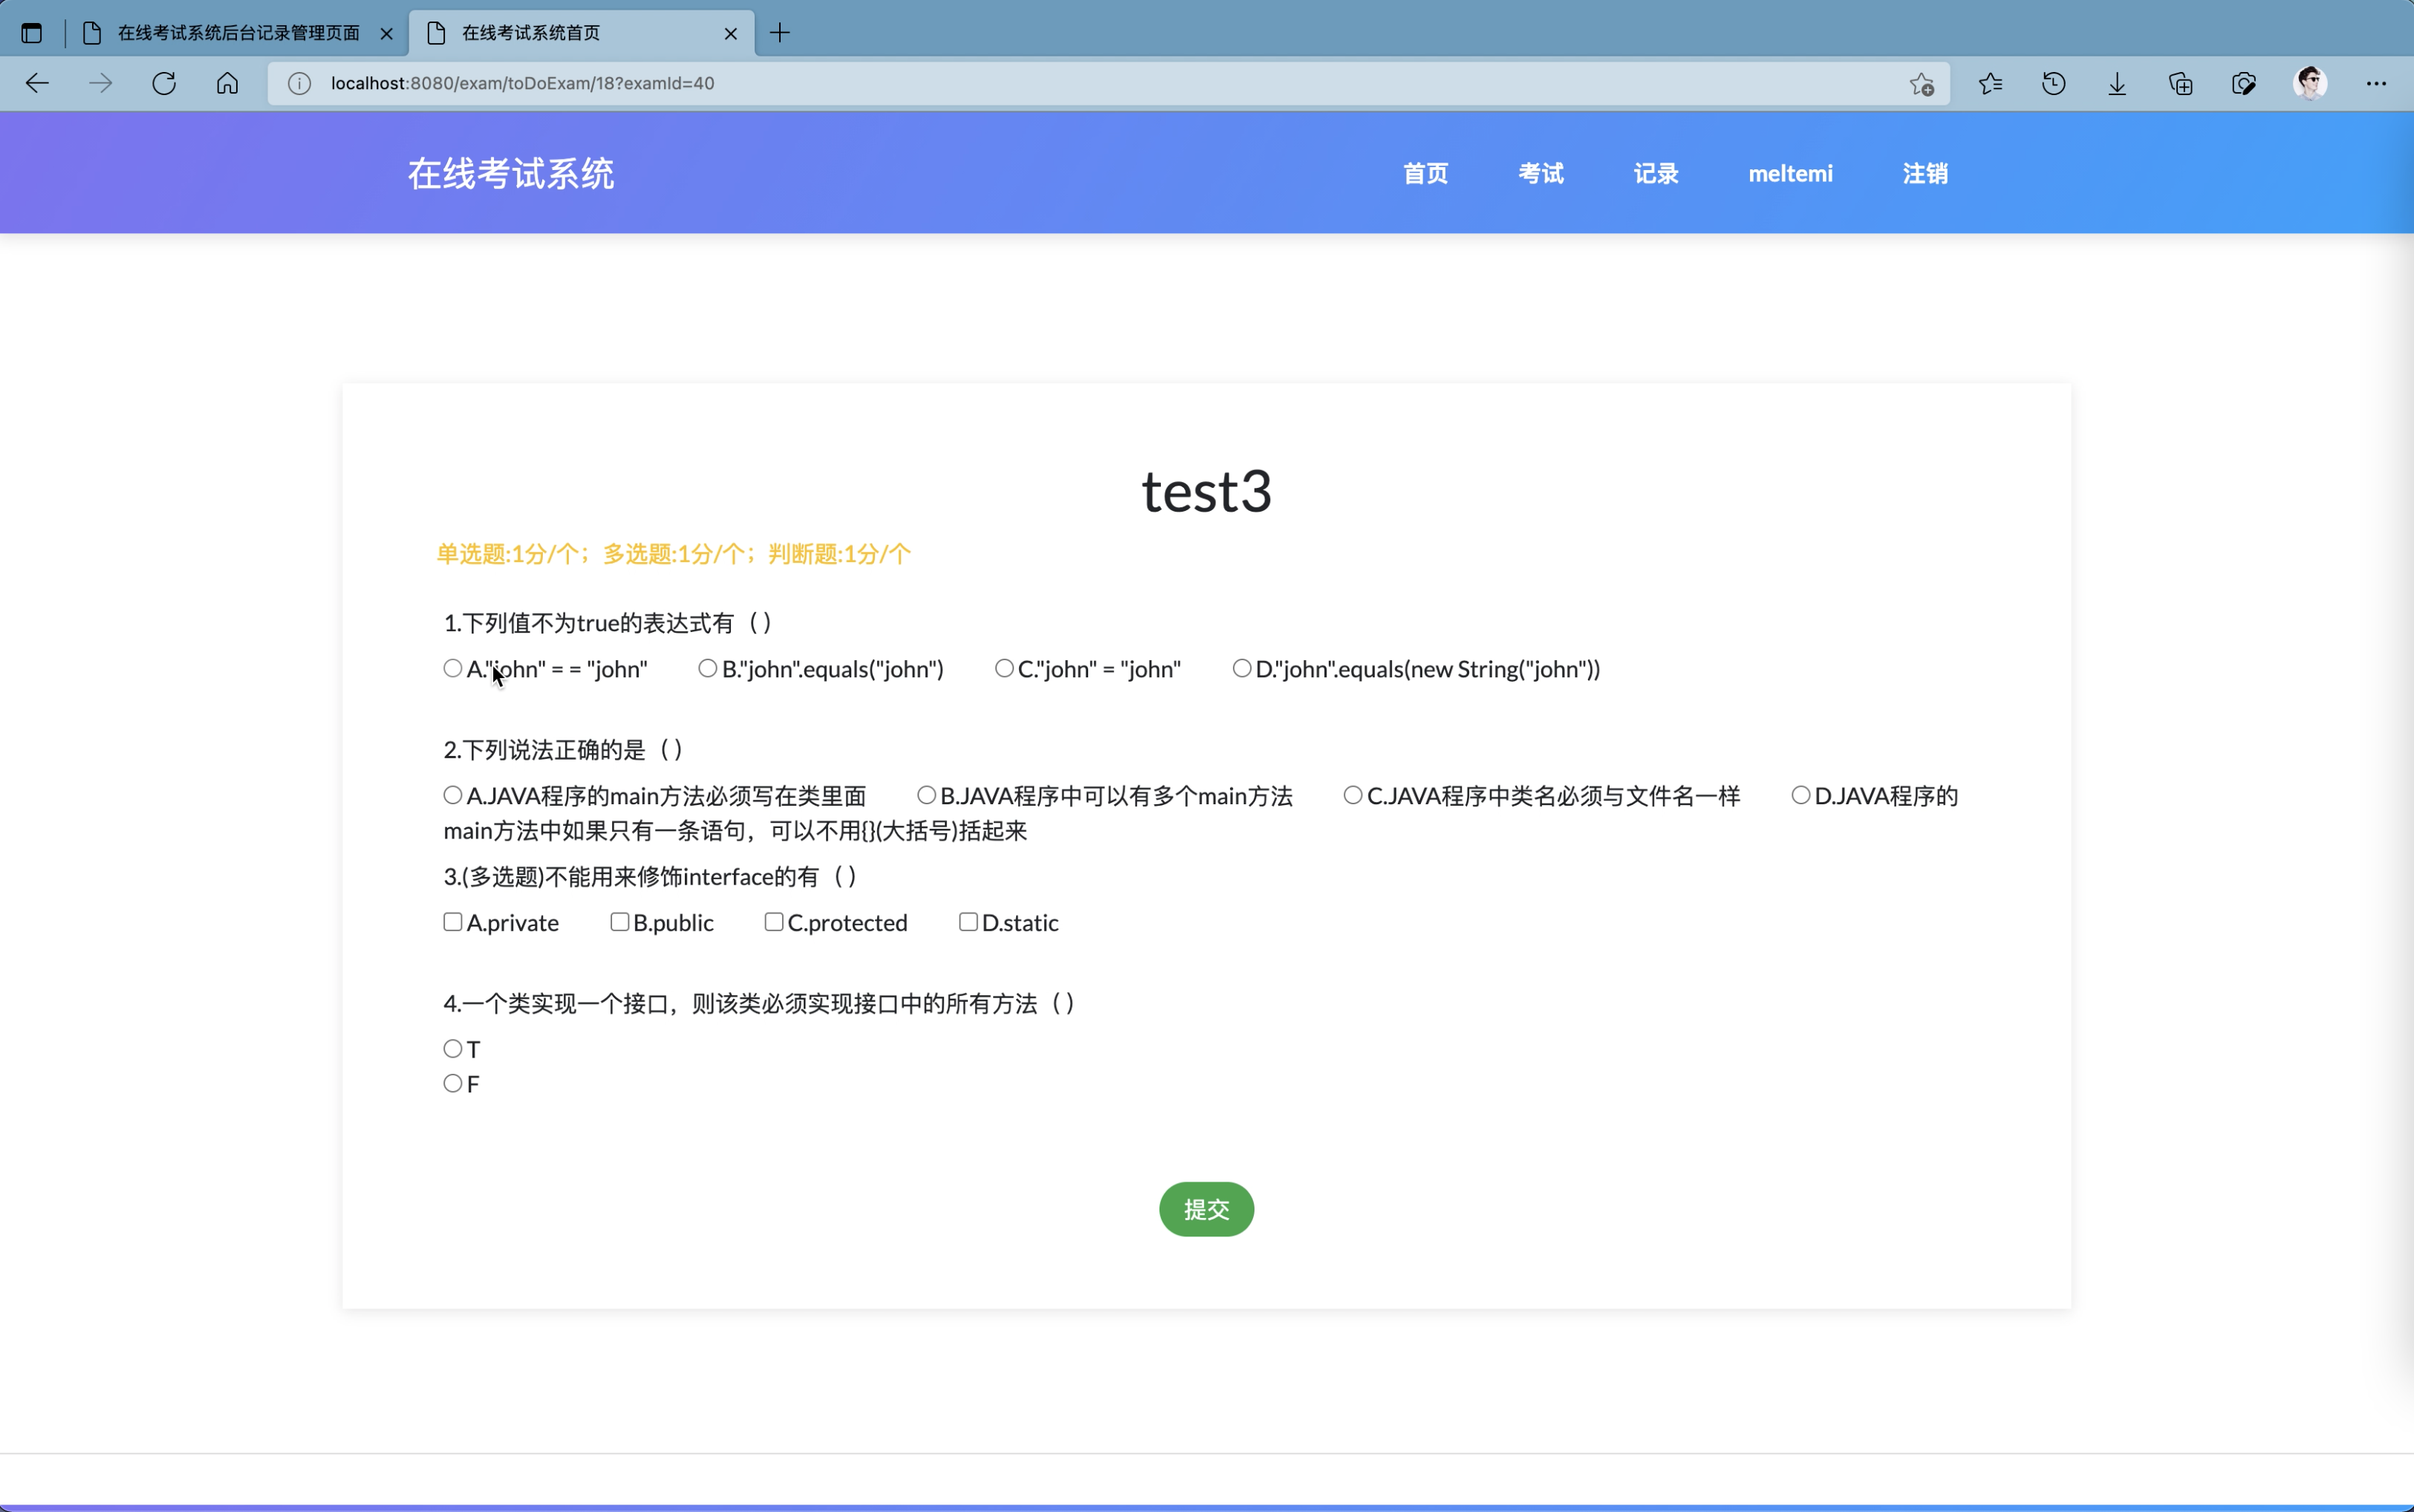 在线考试系统后台记录管理页面
在线考试系统首页
localhost:8080/exam/toDoExam/18?examId=40
在线考试系统
首页
考试
记录
meltemi
注销
test3
单选题:1分/个；多选题:1分/个；判断题:1分/个
1.下列值不为true的表达式有（ ）
A."john" = = "john" B."john".equals("john") C."john" = "john" D."john".equals(new String("john"))
2.下列说法正确的是（ ）
A.JAVA程序的main方法必须写在类里面 B.JAVA程序中可以有多个main方法 C.JAVA程序中类名必须与文件名一样 D.JAVA程序的
main方法中如果只有一条语句，可以不用{}(大括号)括起来
3.(多选题)不能用来修饰interface的有（ ）
A.private B.public C.protected D.static
4.一个类实现一个接口，则该类必须实现接口中的所有方法（ ）
T
F
提交